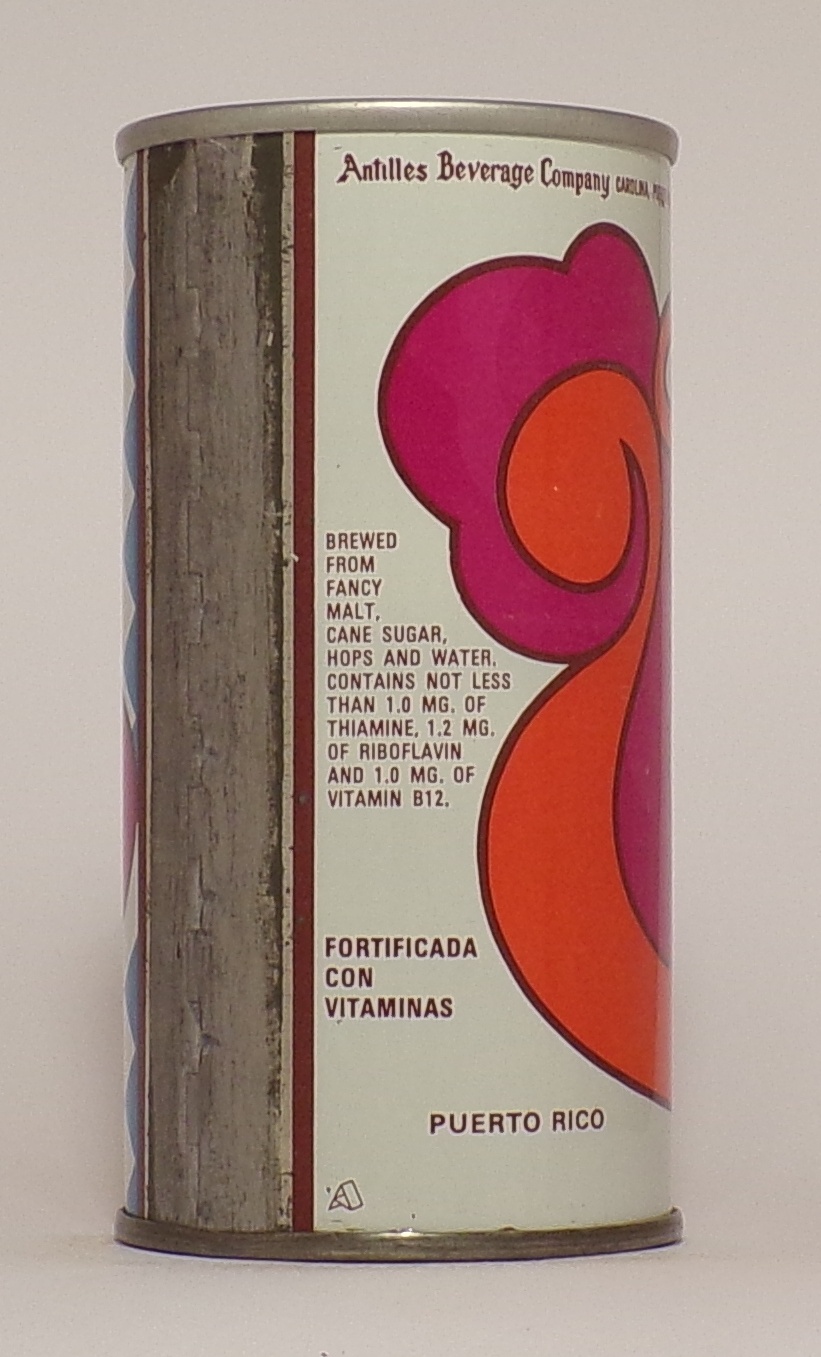 Antilles Beverage Company CAROLINA,
BREWED
FROM
FANCY
MALT,
CANE SUGAR,
HOPS AND WATER.
CONTAINS NOT LESS
THAN 1.0 MG. OF
THIAMINE, 1.2 MG.
OF RIBOFLAVIN
AND 1.0 MG. OF
VITAMIN B12.
FORTIFICADA
CON
VITAMINAS
PUERTO RICO